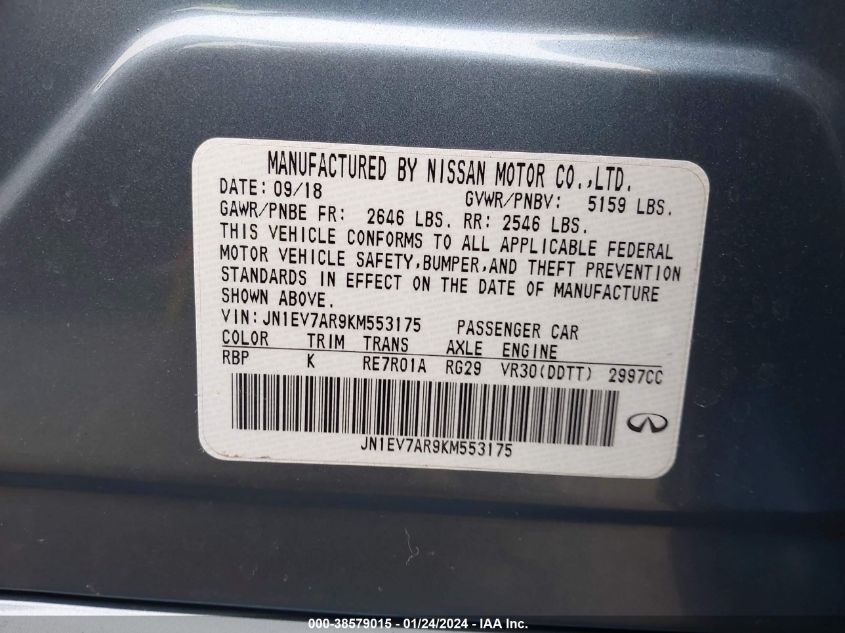 MANUFACTURED BY NISSAN MOTOR CO.,LTD.
DATE: 09/18 GVWR/PNBV: 5159 LBS.
GAWR/PNBE FR: 2646 LBS. RR: 2546 LBS.
THIS VEHICLE CONFORMS TO ALL APPLICABLE FEDERAL
MOTOR VEHICLE SAFETY,BUMPER,AND THEFT PREVENTION
STANDARDS IN EFFECT ON THE DATE OF MANUFACTURE
SHOWN ABOVE.
VIN:JN1EV7AR9KM553175 PASSENGER CAR
COLOR TRIM TRANS AXLE ENGINE
RBP K RE7R01A RG29 VR30(DDTT) 2997CC
JN1EV7AR9KM553175
000-38579015 - 01/24/2024 - IAA Inc.